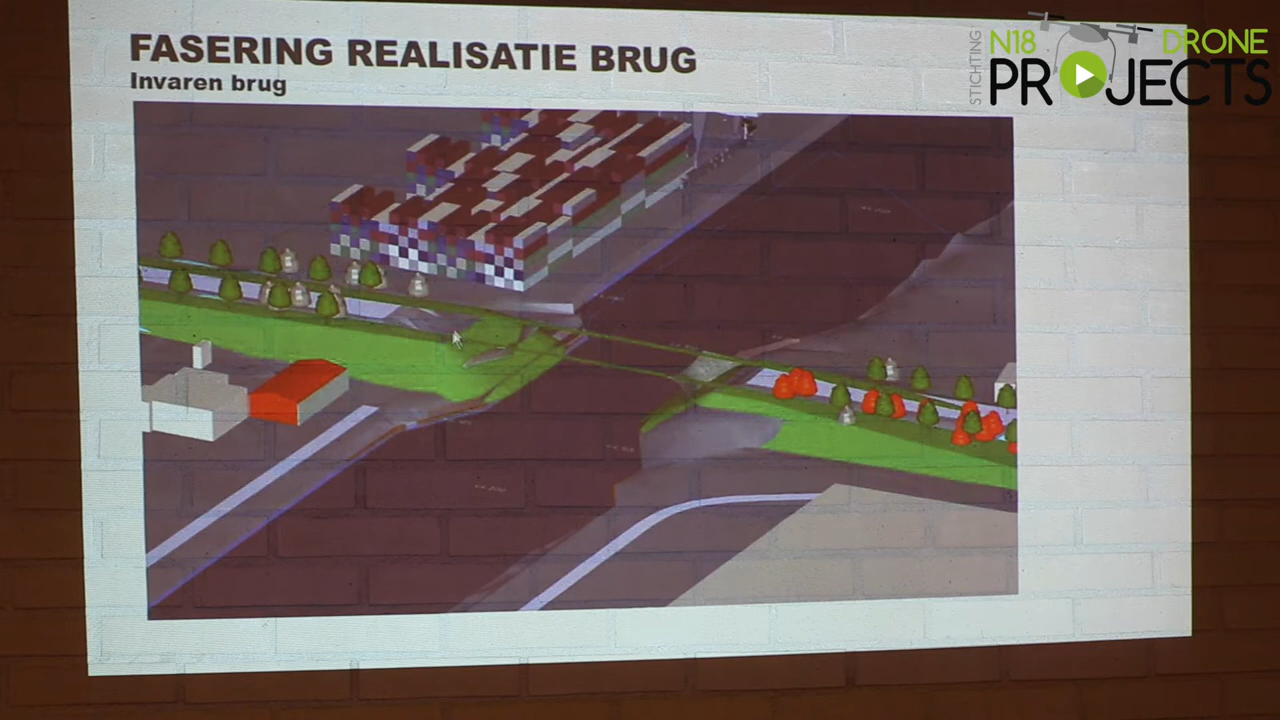 FASERING REALISATIE BRUG
Invaren brug
STICHTING
N18 DRONE
PROJECTS